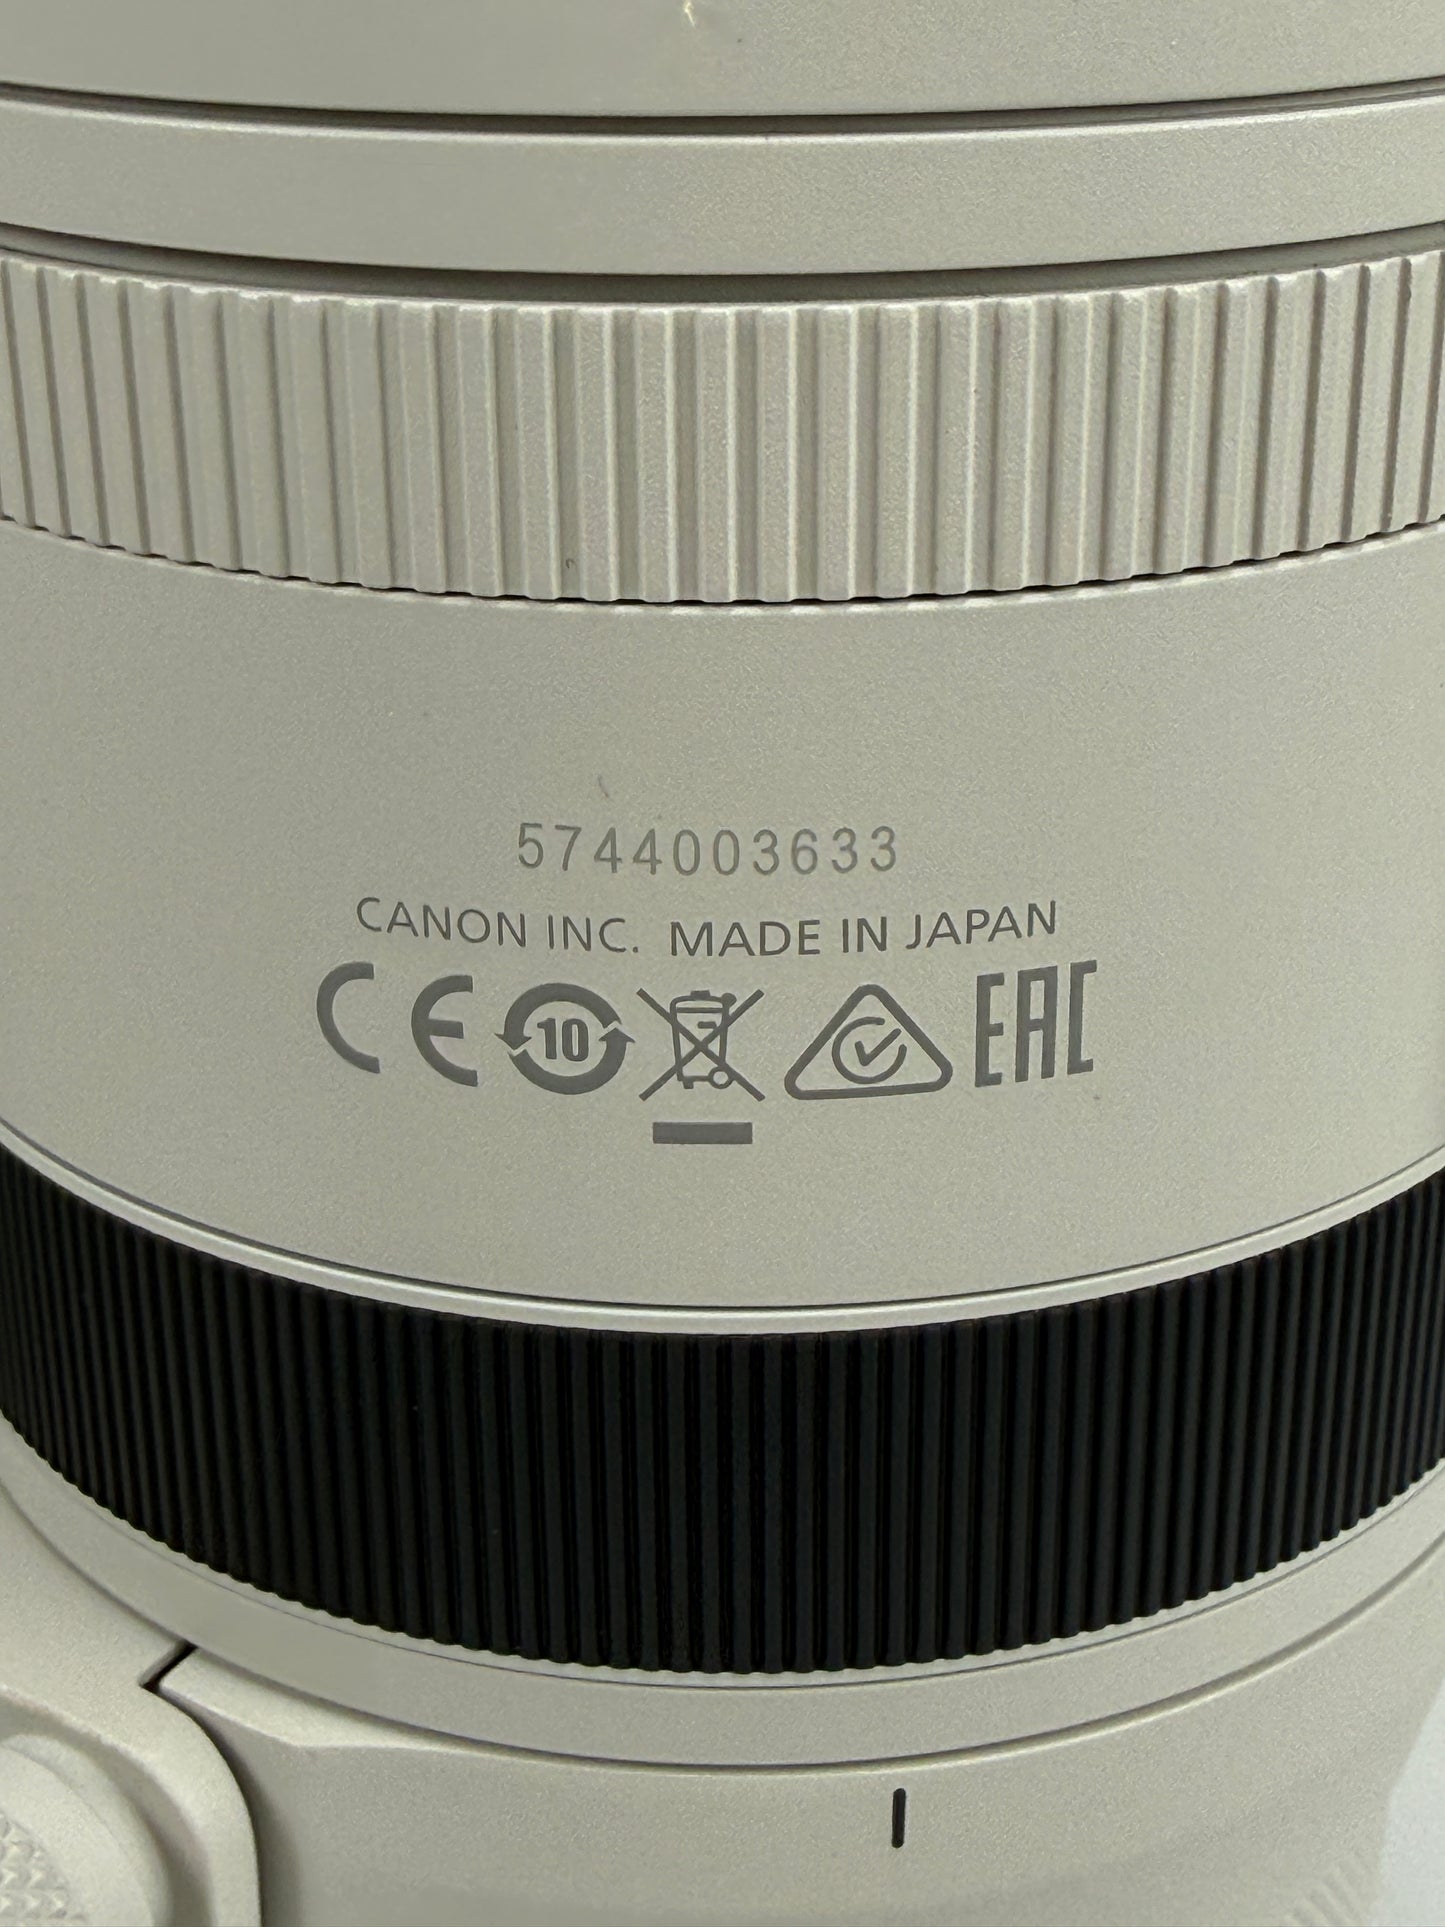 5744003633
CANON INC. MADE IN JAPAN
CE 10 EAC